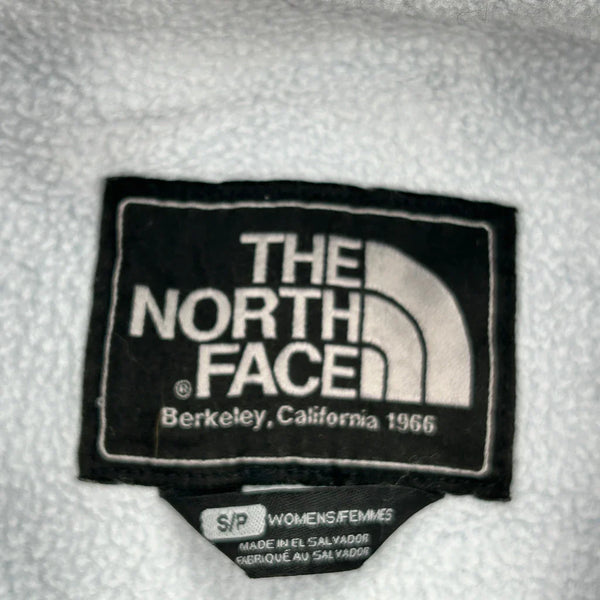 THE
NORTH
FACE
®
Berkeley, California 1966
S/P WOMENS/FEMMES
MADE IN EL SALVADOR
FABRIQUÉ AU SALVADOR